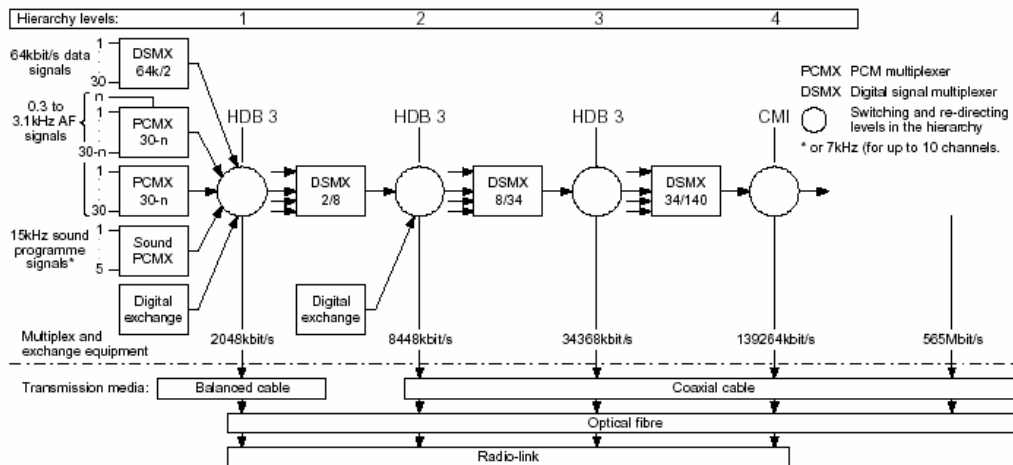 Hierarchy levels: 1 2 3 4
64kbit/s data
signals
1
30
DSMX
64k/2
0.3 to
3.1kHz AF
signals
n
1
30-n
PCMX
30-n
1
30
PCMX
30-n
15kHz sound
programme
signals*
1
5
Sound
PCMX
Digital
exchange
HDB 3
DSMX
2/8
Digital
exchange
HDB 3
DSMX
8/34
HDB 3
DSMX
34/140
CMI
PCMX PCM multiplexer
DSMX Digital signal multiplexer
Switching and re-directing
levels in the hierarchy
* or 7kHz (for up to 10 channels.
Multiplex and
exchange equipment
2048kbit/s
8448kbit/s
34368kbit/s
139264kbit/s
565Mbit/s
Transmission media:
Balanced cable
Coaxial cable
Optical fibre
Radio-link